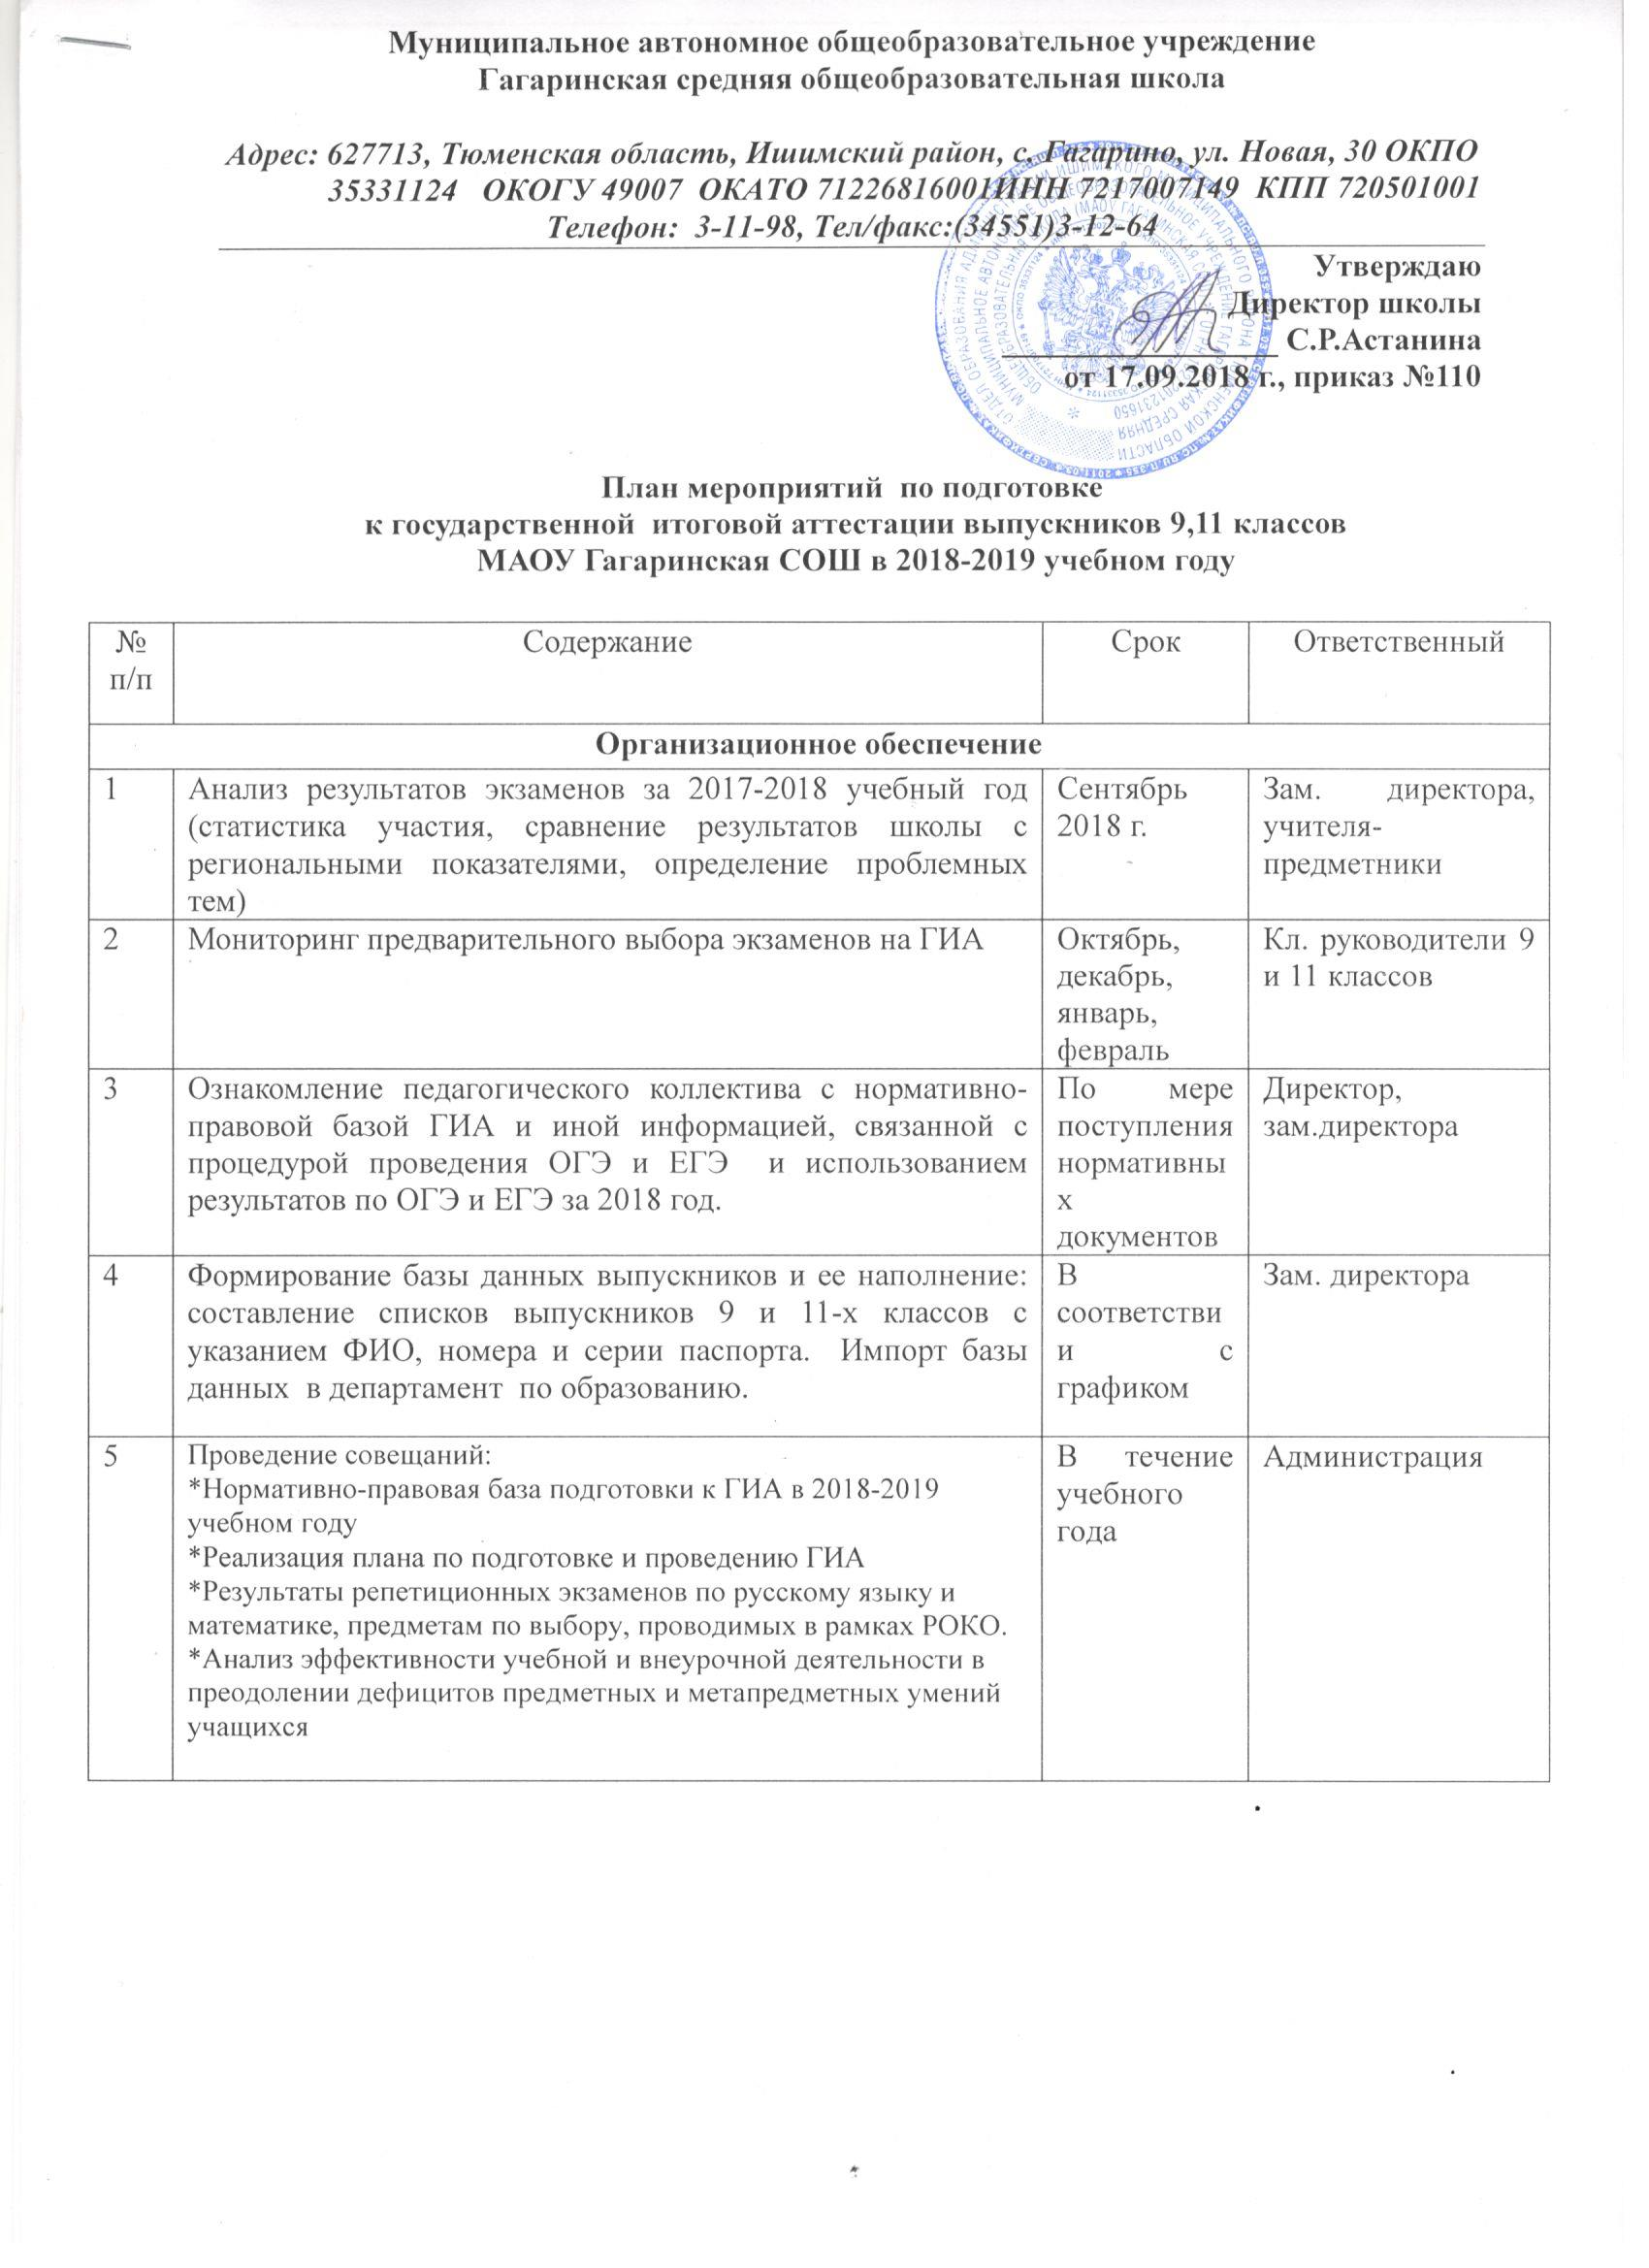 Муниципальное автономное общеобразовательное учреждение
Гагаринская средняя общеобразовательная школа
Адрес: 627713, Тюменская область, Ишимский район, с. Гагарино, ул. Новая, 30 ОКПО
35331124 ОКОГУ 49007 ОКАТО 71226816001ИНН 7217007149 КПП 720501001
Телефон: 3-11-98, Тел/факс:(34551)3-12-64
Утверждаю
Директор школы
С.Р.Астанина
от 17.09.2018 г., приказ №110
План мероприятий по подготовке
к государственной итоговой аттестации выпускников 9,11 классов
МАОУ Гагаринская СОШ в 2018-2019 учебном году
№
п/п
Содержание
Срок
Ответственный
Организационное обеспечение
1
Анализ результатов экзаменов за 2017-2018 учебный год
(статистика участия, сравнение результатов школы с
региональными показателями, определение проблемных
тем)
Сентябрь
2018 г.
Зам. директора,
учителя-
предметники
2
Мониторинг предварительного выбора экзаменов на ГИА
Октябрь,
декабрь,
январь,
февраль
Кл. руководители 9
и 11 классов
3
Ознакомление педагогического коллектива с нормативно-
правовой базой ГИА и иной информацией, связанной с
процедурой проведения ОГЭ и ЕГЭ и использованием
результатов по ОГЭ и ЕГЭ за 2018 год.
По мере
поступления
нормативны
х
документов
Директор,
зам.директора
4
Формирование базы данных выпускников и ее наполнение:
составление списков выпускников 9 и 11-х классов с
указанием ФИО, номера и серии паспорта. Импорт базы
данных в департамент по образованию.
В
соответстви
и с
графиком
Зам. директора
5
Проведение совещаний:
*Нормативно-правовая база подготовки к ГИА в 2018-2019
учебном году
*Реализация плана по подготовке и проведению ГИА
*Результаты репетиционных экзаменов по русскому языку и
математике, предметам по выбору, проводимых в рамках РОКО.
*Анализ эффективности учебной и внеурочной деятельности в
преодолении дефицитов предметных и метапредметных умений
учащихся
В течение
учебного
года
Администрация